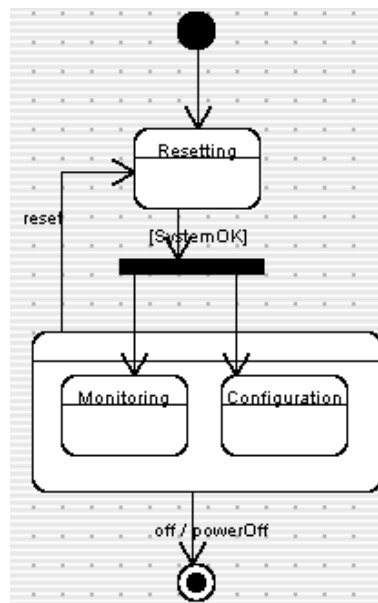 Resetting
reset
[SystemOK]
Monitoring
Configuration
off / powerOff